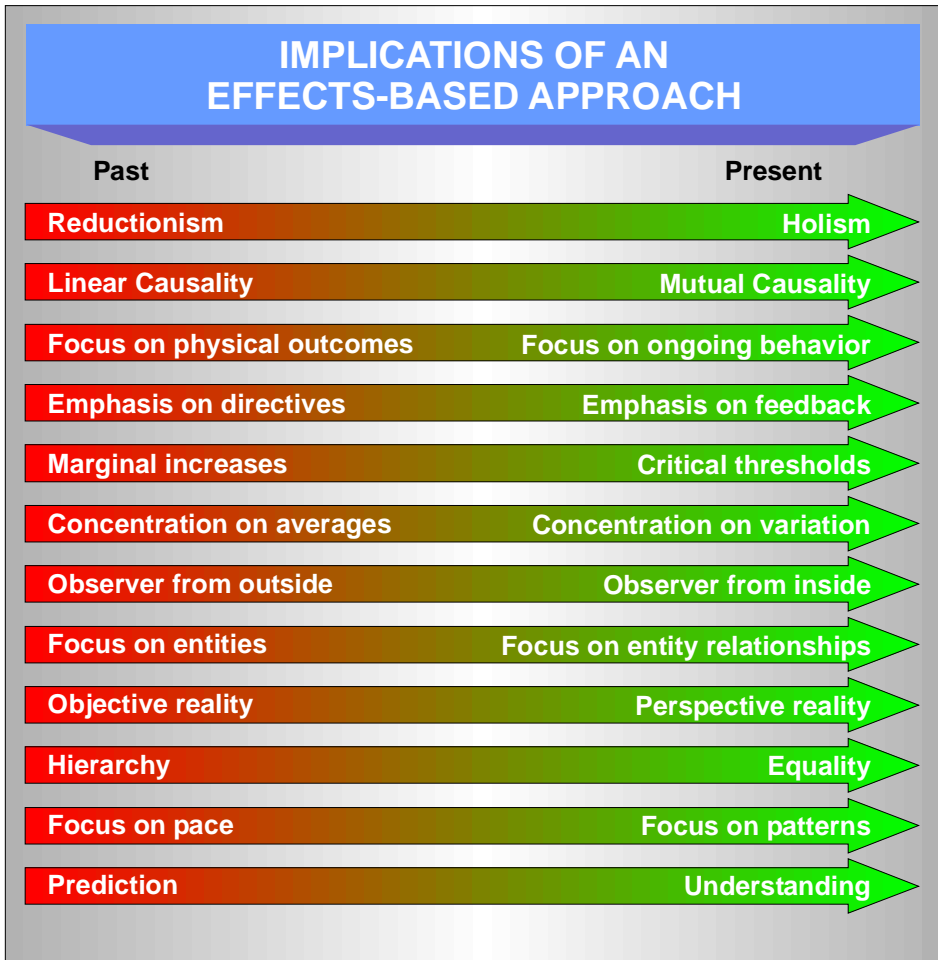 IMPLICATIONS OF AN
EFFECTS-BASED APPROACH
Past Present
Reductionism Holism
Linear Causality Mutual Causality
Focus on physical outcomes Focus on ongoing behavior
Emphasis on directives Emphasis on feedback
Marginal increases Critical thresholds
Concentration on averages Concentration on variation
Observer from outside Observer from inside
Focus on entities Focus on entity relationships
Objective reality Perspective reality
Hierarchy Equality
Focus on pace Focus on patterns
Prediction Understanding